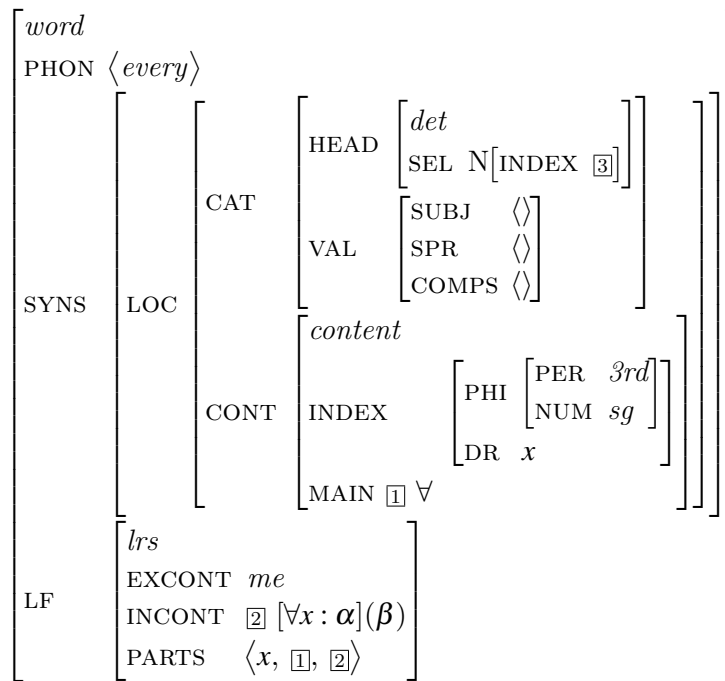 word
PHON ⟨every⟩
HEAD [det
SEL N[INDEX [3]]]
CAT
VAL [SUBJ ⟨⟩
SPR ⟨⟩
COMPS ⟨⟩]
SYNS [LOC
content
CONT
INDEX [PHI [PER 3rd
NUM sg]
DR x]
MAIN [1] ∀
LF [lrs
EXCONT me
INCONT [2] [∀x : α](β)
PARTS ⟨x, [1], [2]⟩]